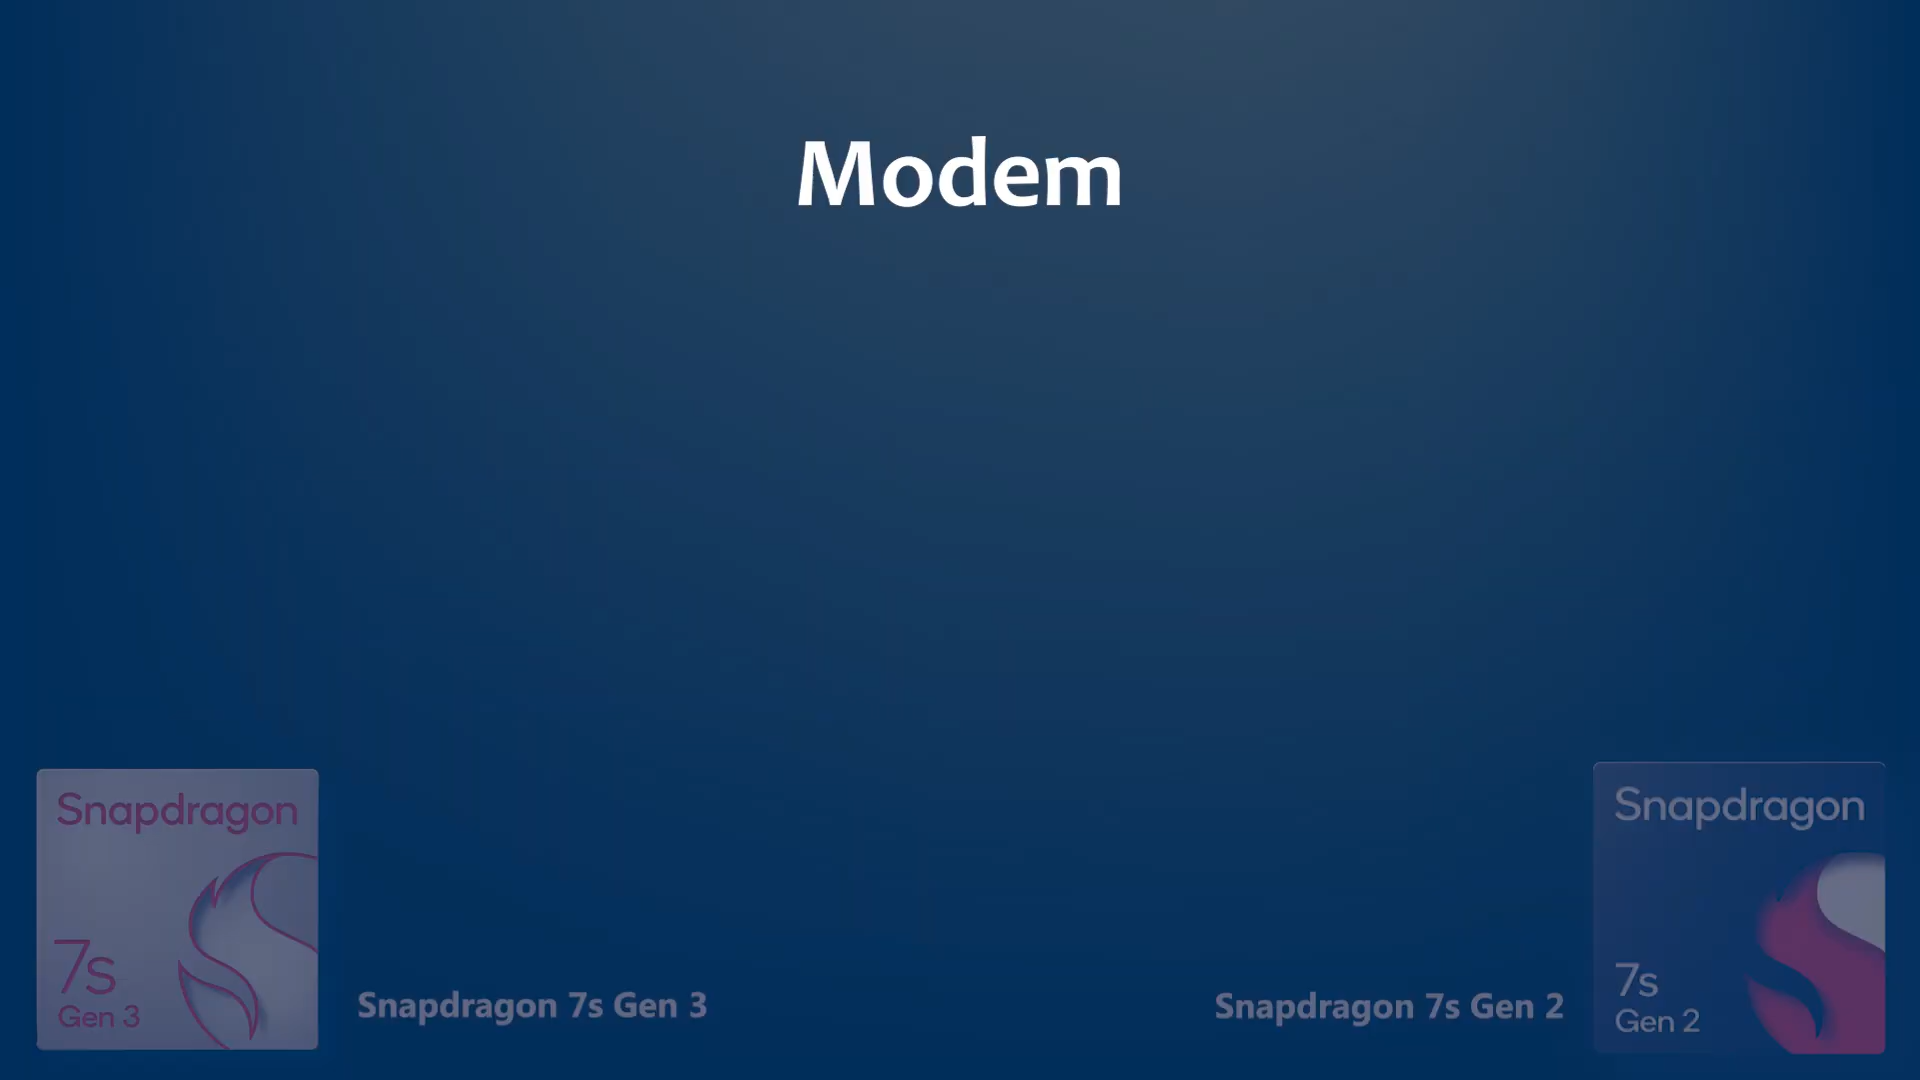 Modem
Snapdragon
7s
Gen 3
Snapdragon 7s Gen 3
Snapdragon 7s Gen 2
Snapdragon
7s
Gen 2